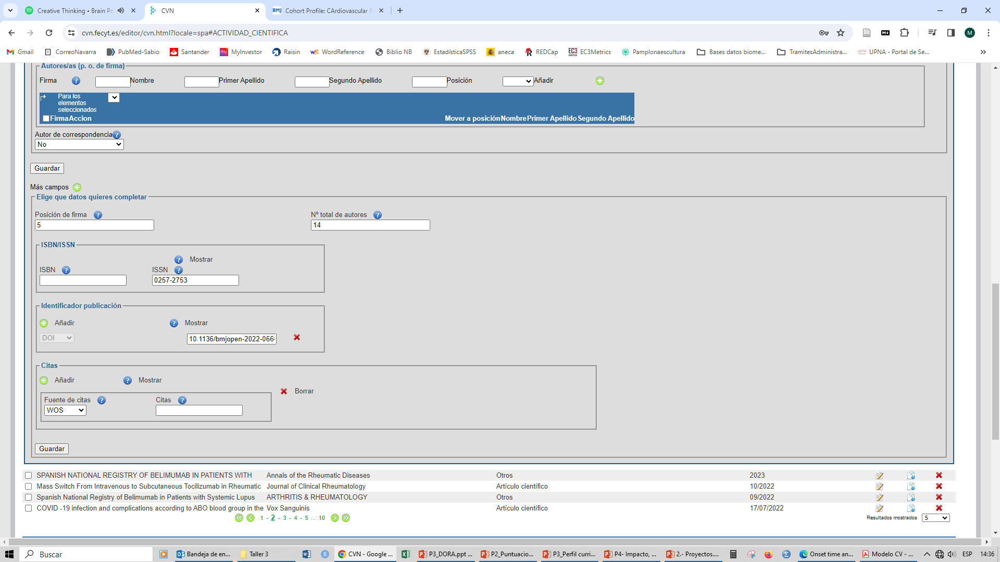 Creative Thinking • Brain Po
CVN
BMJ Cohort Profile: CArdiovascular R
cvn.fecyt.es/editor/cvn.html?locale=spa#ACTIVIDAD_CIENTIFICA
M
Gmail CorreoNavarra PubMed-Sabio Santander MyInvestor Raisin WordReference Biblio NB EstadísticaSPSS aneca REDCap EC3Metrics Pamplonaescultura Bases datos biome... TramitesAdministra... UPNA - Portal de Se... »
Autores/as (p. o. de firma)
Firma Nombre Primer Apellido Segundo Apellido Posición Añadir
Para los
elementos
seleccionados
FirmaAccion Mover a posiciónNombrePrimer ApellidoSegundo Apellido
Autor de correspondencia
No
Guardar
Más campos
Elige que datos quieres completar
Posición de firma Nº total de autores
5 14
ISBN/ISSN
Mostrar
ISBN ISSN
0257-2753
Identificador publicación
Añadir Mostrar
DOI 10.1136/bmjopen-2022-066
Citas
Añadir Mostrar
Borrar
Fuente de citas Citas
WOS
Guardar
SPANISH NATIONAL REGISTRY OF BELIMUMAB IN PATIENTS WITH Annals of the Rheumatic Diseases Otros 2023
Mass Switch From Intravenous to Subcutaneous Tocilizumab in Rheumatic Journal of Clinical Rheumatology Artículo científico 10/2022
Spanish National Registry of Belimumab in Patients with Systemic Lupus ARTHRITIS & RHEUMATOLOGY Otros 09/2022
COVID -19 infection and complications according to ABO blood group in the Vox Sanguinis Artículo científico 17/07/2022
1 - 2 - 3 - 4 - 5 ... 10 Resultados mostrados 5
Buscar Bandeja de en... Taller 3 CVN - Google ... P3_DORA.ppt ... P2_Puntuacio... P3_Perfil curri... P4- Impacto, ... 2.- Proyectos.... Onset time an... Modelo CV - ... ESP 14:36